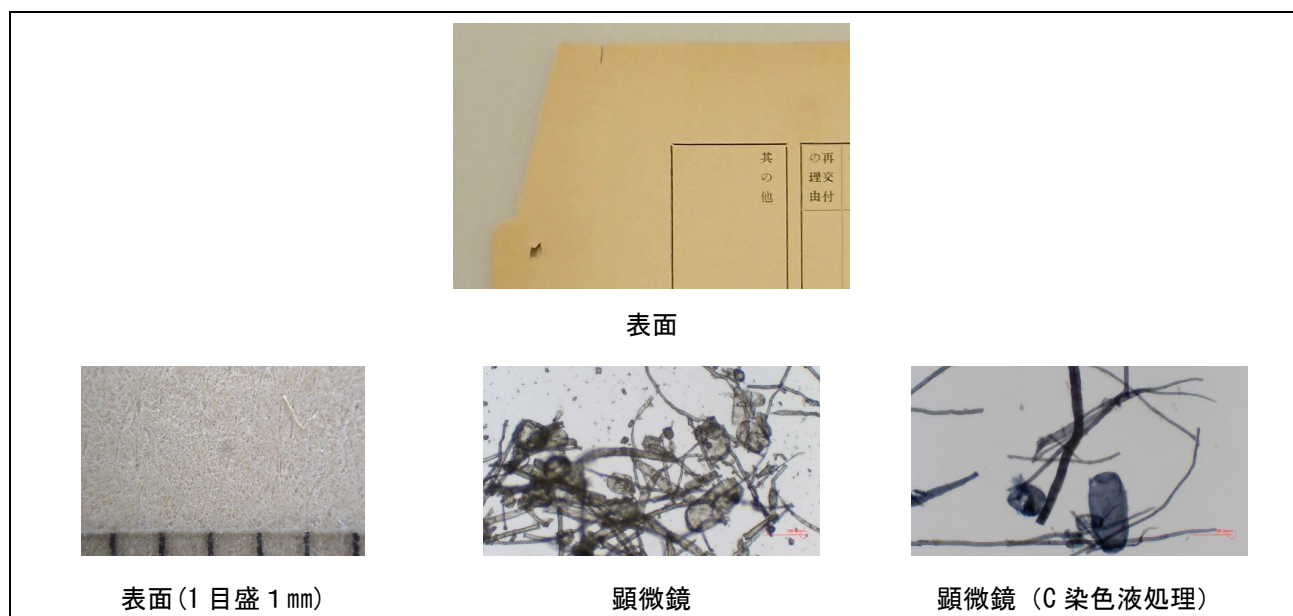 再交付
の理由
其の他
表面
表面(1目盛1㎜)
顕微鏡
顕微鏡（C染色液処理）